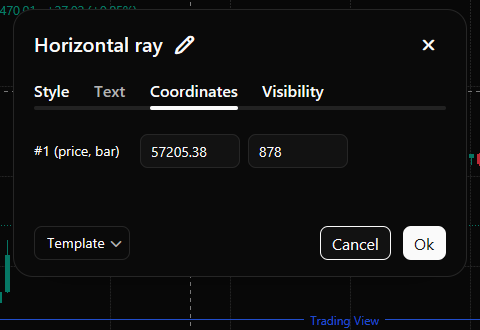 Horizontal ray
Style Text Coordinates Visibility
#1 (price, bar) 57205.38 878
Template Cancel Ok
Trading View